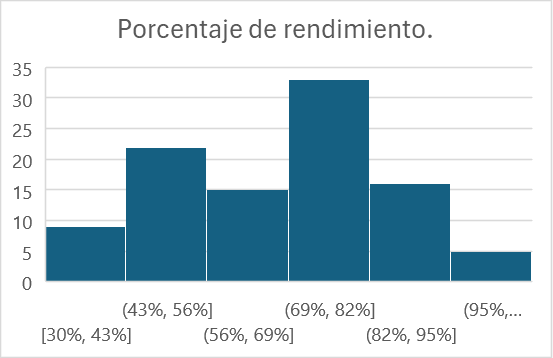 Porcentaje de rendimiento.
35
30
25
20
15
10
5
0
(43%, 56%] (69%, 82%] (95%,...
[30%, 43%] (56%, 69%] (82%, 95%]